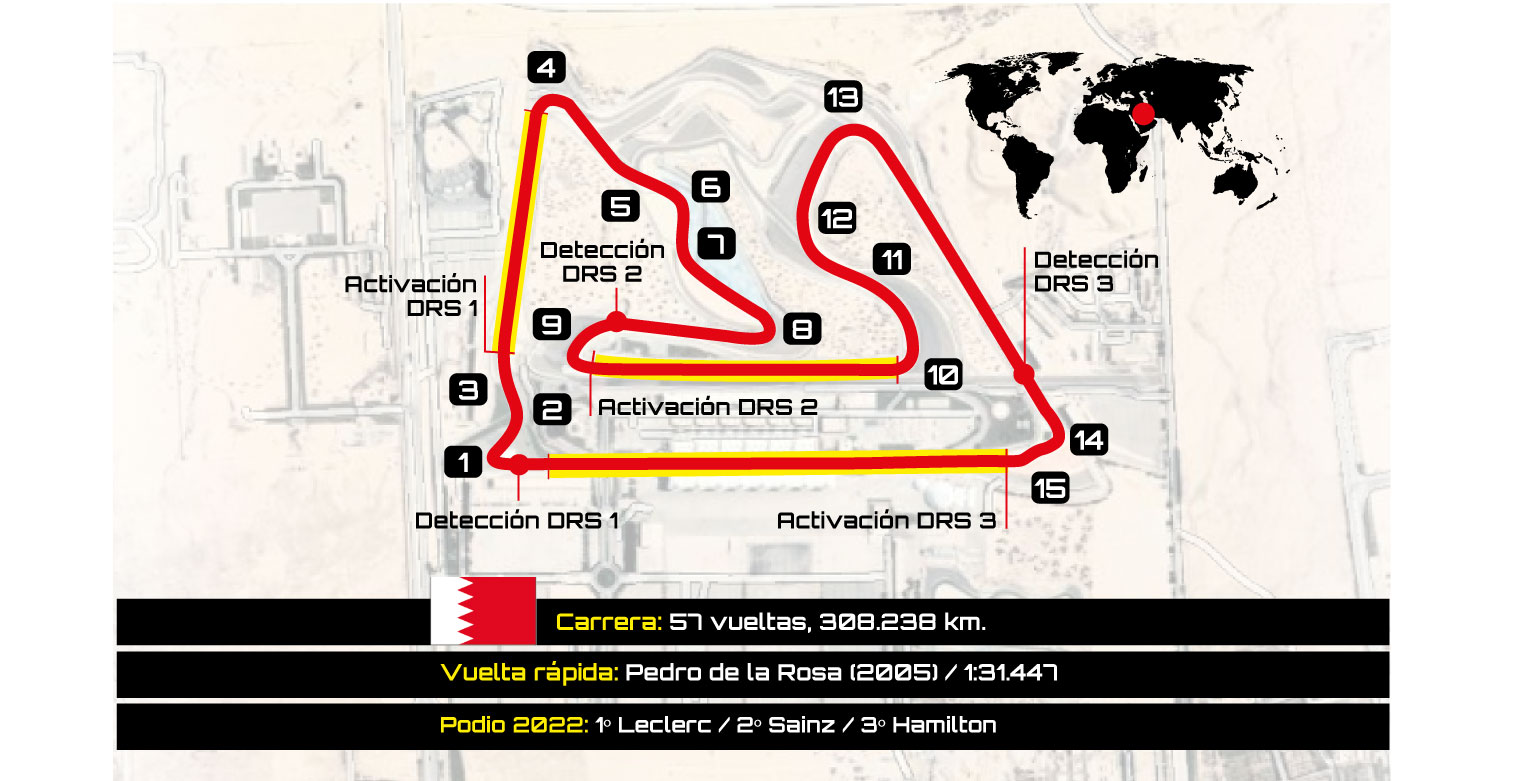 4
13
6
5
12
7
Detección
DRS 2
11
Detección
DRS 3
Activación
DRS 1
9
8
10
3
2
Activación DRS 2
14
1
15
Detección DRS 1
Activación DRS 3
Carrera: 57 vueltas, 308.238 km.
Vuelta rápida: Pedro de la Rosa (2005) / 1:31.447
Podio 2022: 1º Leclerc / 2º Sainz / 3º Hamilton